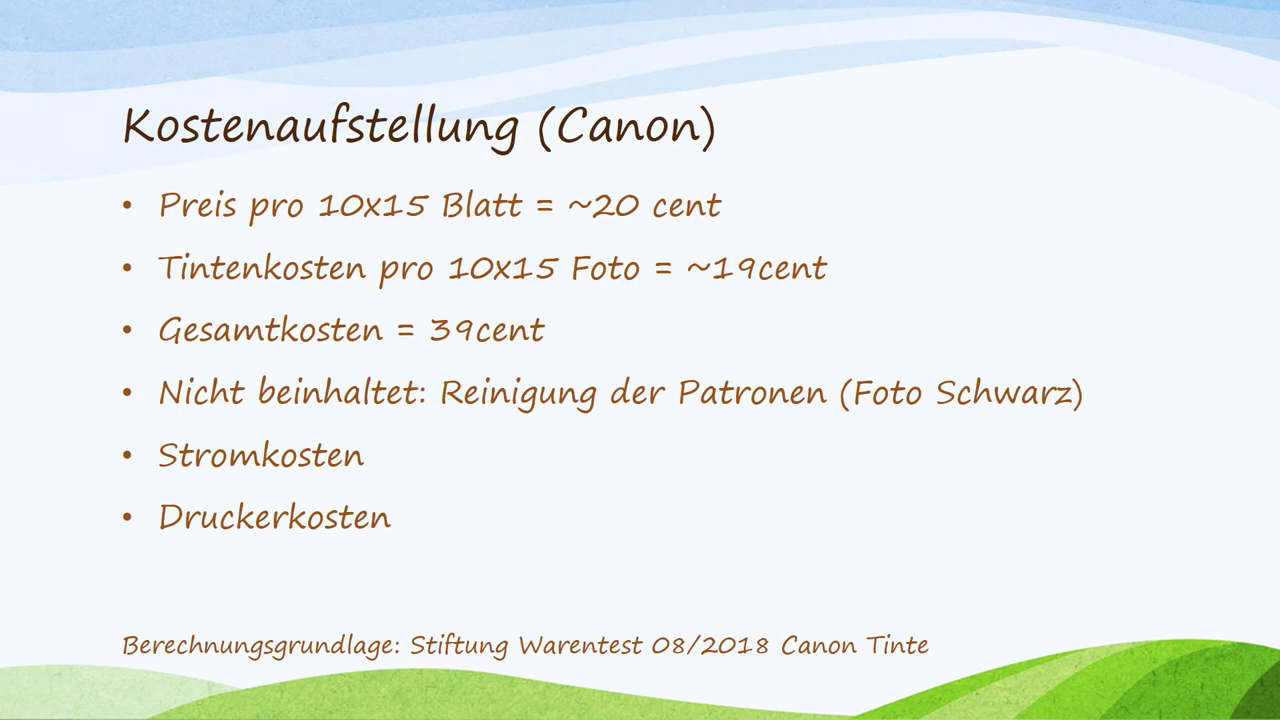 Kostenaufstellung (Canon)
• Preis pro 10x15 Blatt = ~20 cent
• Tintenkosten pro 10x15 Foto = ~19cent
• Gesamtkosten = 39cent
• Nicht beinhaltet: Reinigung der Patronen (Foto Schwarz)
• Stromkosten
• Druckerkosten
Berechnungsgrundlage: Stiftung Warentest 08/2018 Canon Tinte